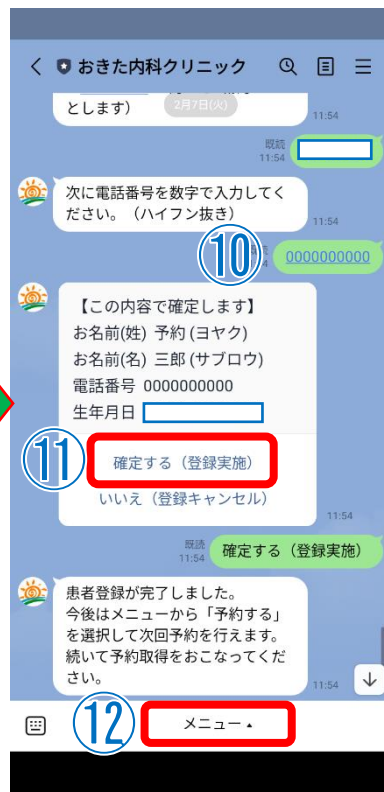 おきた内科クリニック
とします)
2月7日(火)
11:54
既読
11:54
次に電話番号を数字で入力してく
ださい。（ハイフン抜き）
11:54
⑩
0000000000
【この内容で確定します】
お名前(姓) 予約(ヨヤク)
お名前(名) 三郎(サブロウ)
電話番号 0000000000
生年月日
⑪
確定する（登録実施）
いいえ（登録キャンセル）
11:54
既読
11:54
確定する（登録実施）
患者登録が完了しました。
今後はメニューから「予約する」
を選択して次回予約を行えます。
続いて予約取得をおこなってくだ
さい。
11:54
⑫
メニュー▲